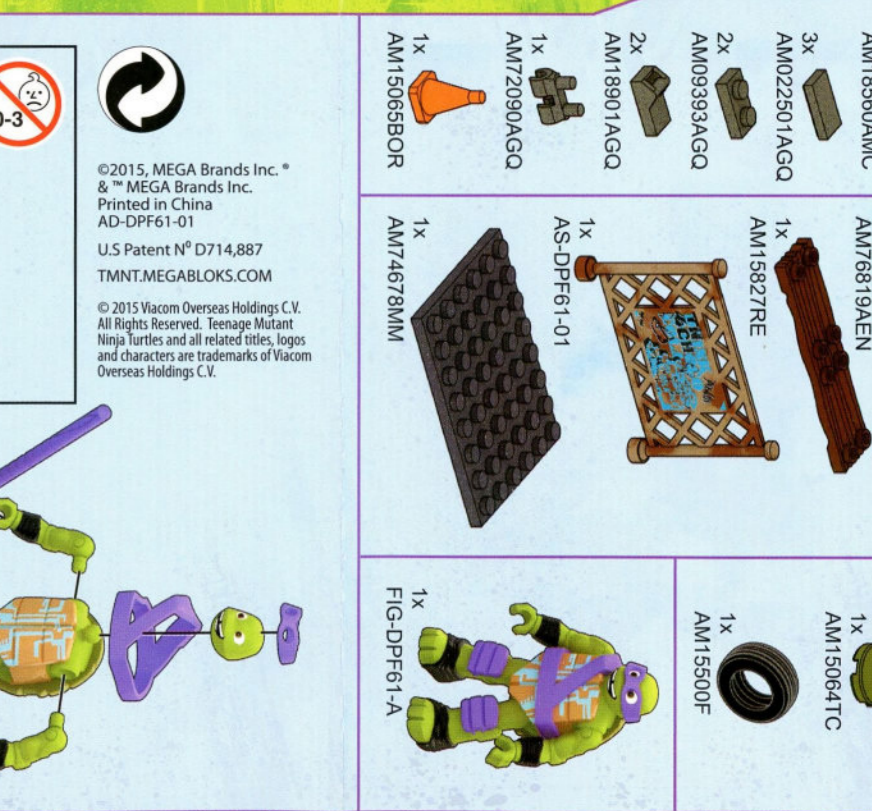 0-3
©2015, MEGA Brands Inc. ®
& ™ MEGA Brands Inc.
Printed in China
AD-DPF61-01
U.S Patent Nº D714,887
TMNT.MEGABLOKS.COM
© 2015 Viacom Overseas Holdings C.V.
All Rights Reserved. Teenage Mutant
Ninja Turtles and all related titles, logos
and characters are trademarks of Viacom
Overseas Holdings C.V.
1x
AM15065BOR
1x
AM72090AGQ
2x
AM18901AGQ
2x
AM09393AGQ
3x
AM022501AGQ
1x
AM74678MM
1x
AS-DPF61-01
1x
AM15827RE
AM76819AEN
1x
FIG-DPF61-A
1x
AM15500F
1x
AM15064TC